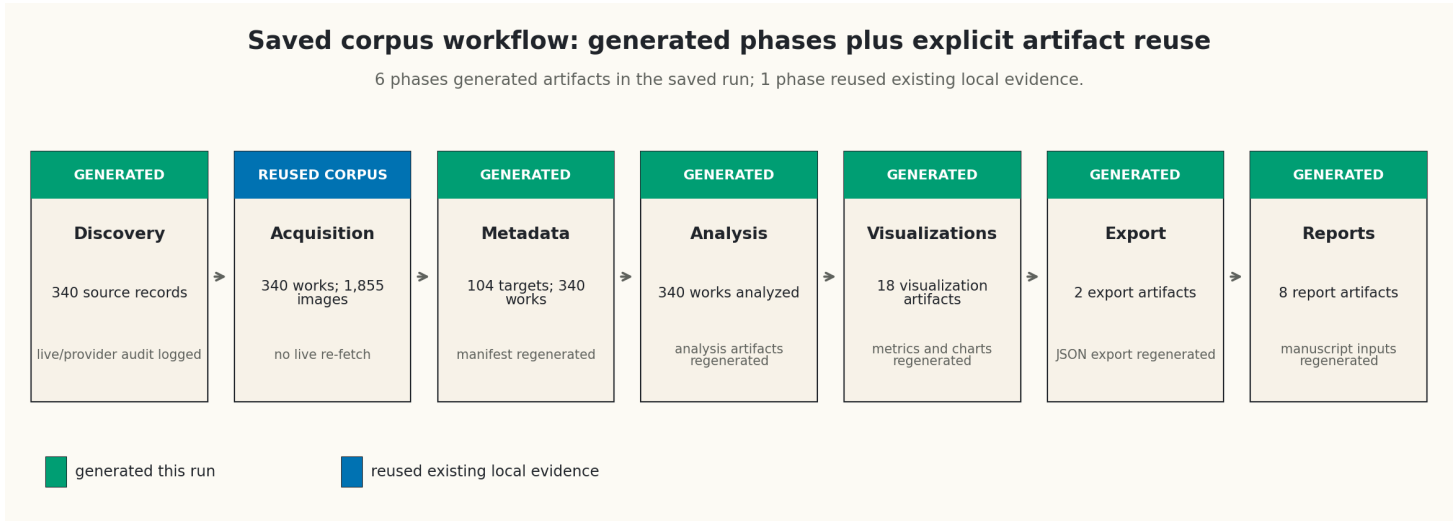 Saved corpus workflow: generated phases plus explicit artifact reuse
6 phases generated artifacts in the saved run; 1 phase reused existing local evidence.
GENERATED
Discovery
340 source records
live/provider audit logged
REUSED CORPUS
Acquisition
340 works; 1,855
images
no live re-fetch
GENERATED
Metadata
104 targets; 340
works
manifest regenerated
GENERATED
Analysis
340 works analyzed
analysis artifacts
regenerated
GENERATED
Visualizations
18 visualization
artifacts
metrics and charts
regenerated
GENERATED
Export
2 export artifacts
JSON export regenerated
GENERATED
Reports
8 report artifacts
manuscript inputs
regenerated
generated this run
reused existing local evidence